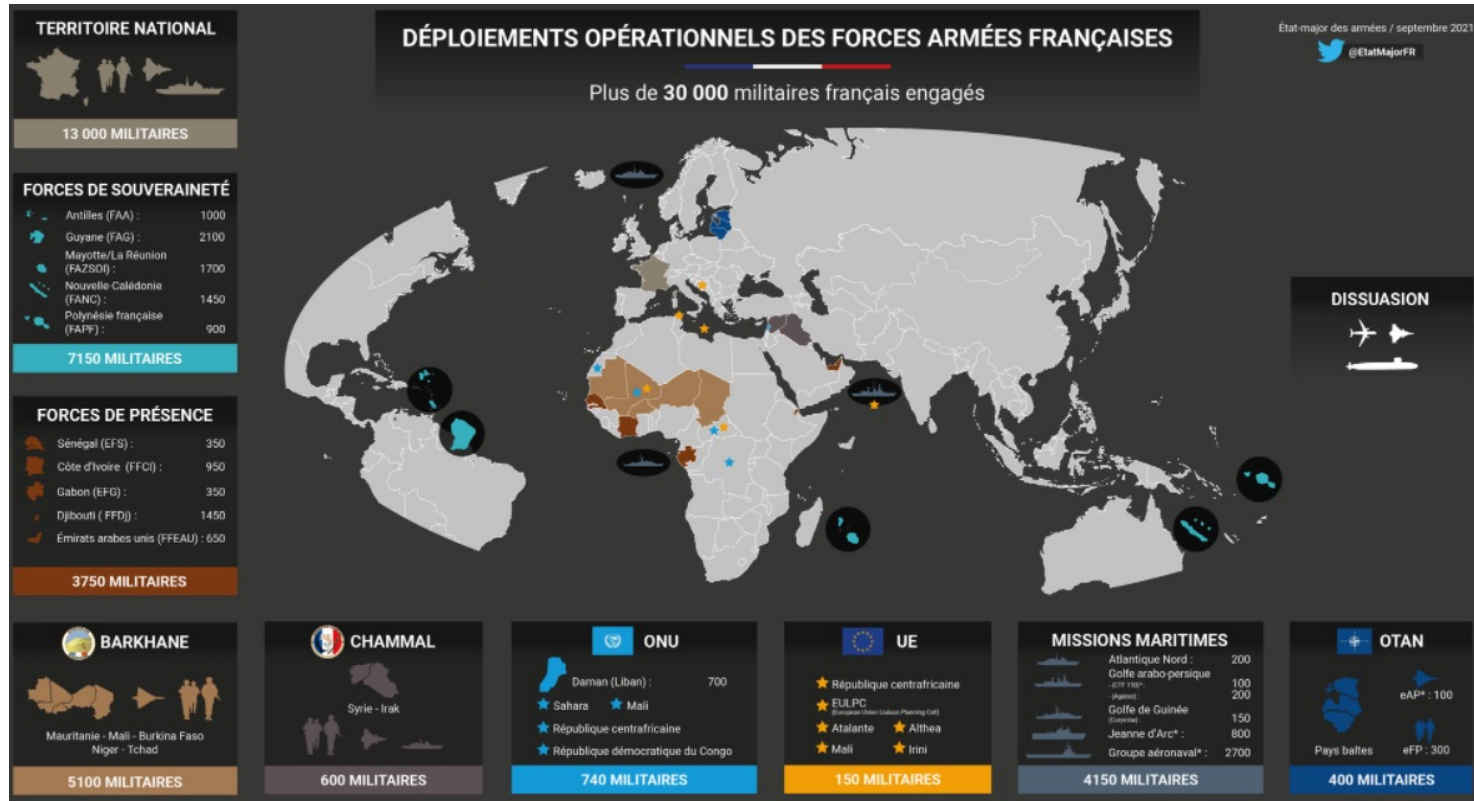 DÉPLOIEMENTS OPÉRATIONNELS DES FORCES ARMÉES FRANÇAISES
Plus de 30 000 militaires français engagés
État-major des armées / septembre 2021
@EtatMajorFR
TERRITOIRE NATIONAL
13 000 MILITAIRES
FORCES DE SOUVERAINETÉ
Antilles (FAA) : 1000
Guyane (FAG) : 2100
Mayotte/La Réunion
(FAZSOI) : 1700
Nouvelle-Calédonie
(FANC) : 1450
Polynésie française
(FAPF) : 900
7150 MILITAIRES
FORCES DE PRÉSENCE
Sénégal (EFS) : 350
Côte d'Ivoire (FFCI) : 950
Gabon (EFG) : 350
Djibouti ( FFDj) : 1450
Émirats arabes unis (FFEAU) : 650
3750 MILITAIRES
DISSUASION
BARKHANE
Mauritanie - Mali - Burkina Faso
Niger - Tchad
5100 MILITAIRES
CHAMMAL
Syrie - Irak
600 MILITAIRES
ONU
Daman (Liban) : 700
Sahara Mali
République centrafricaine
République démocratique du Congo
740 MILITAIRES
UE
République centrafricaine
EULPC
(European Union Liaison Planning Cell)
Atalante Althea
Mali Irini
150 MILITAIRES
MISSIONS MARITIMES
Atlantique Nord : 200
Golfe arabo-persique
- (CTF 150)* : 100
- (Agénor) : 200
Golfe de Guinée
(Corymbe) : 150
Jeanne d'Arc* : 800
Groupe aéronaval* : 2700
4150 MILITAIRES
OTAN
eAP* : 100
Pays baltes eFP : 300
400 MILITAIRES